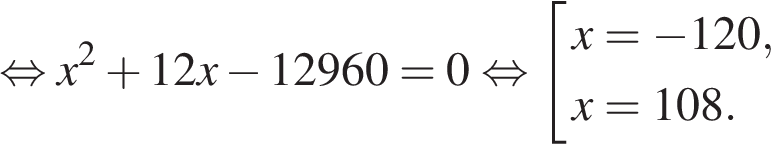 ⇔ x² + 12x − 12960 = 0 ⇔ [ x = −120,
x = 108.